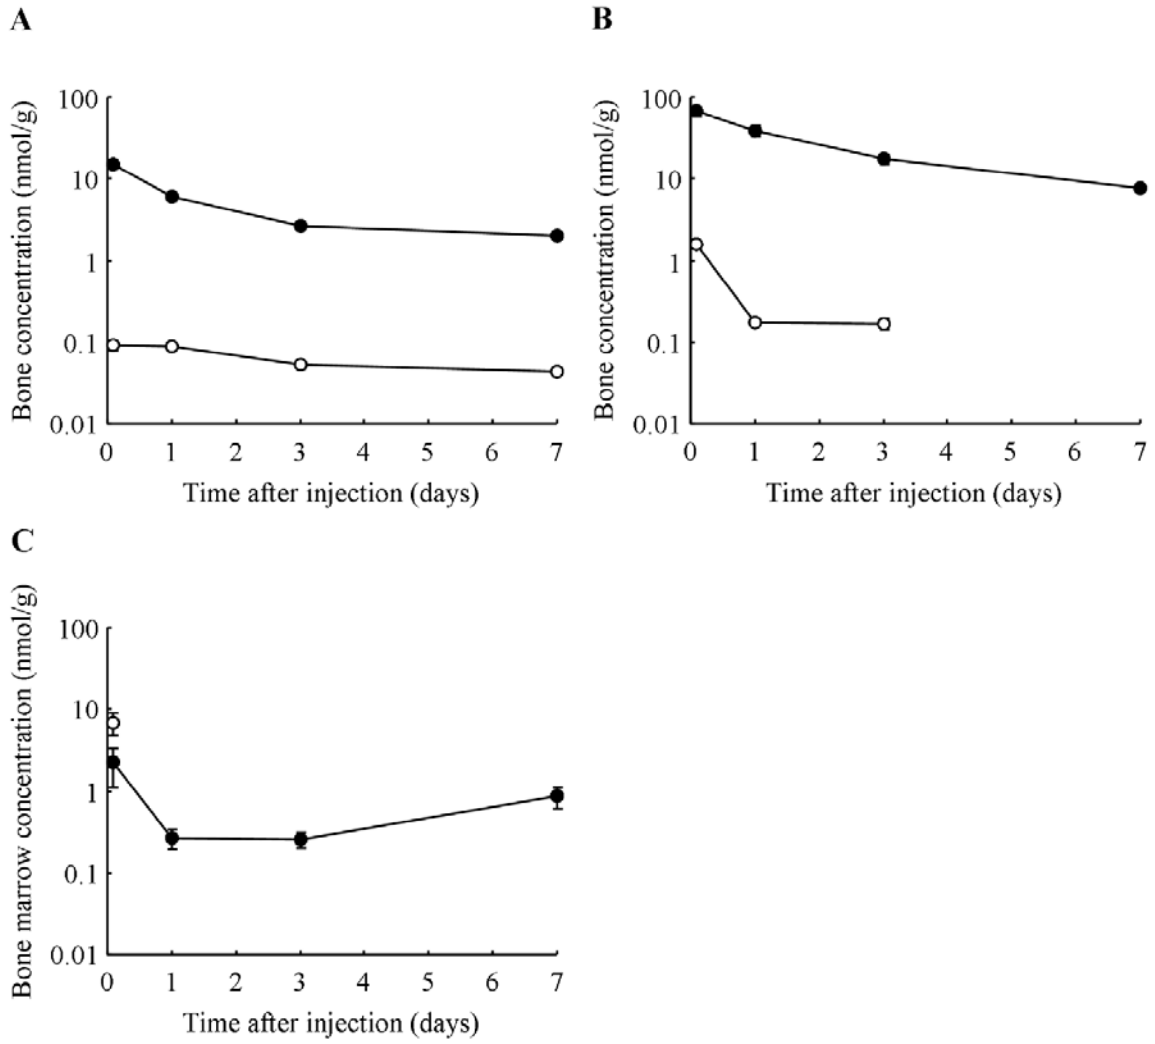 A
Bone concentration (nmol/g)
100
10
1
0.1
0.01
0 1 2 3 4 5 6 7
Time after injection (days)
B
Bone concentration (nmol/g)
100
10
1
0.1
0.01
0 1 2 3 4 5 6 7
Time after injection (days)
C
Bone marrow concentration (nmol/g)
100
10
1
0.1
0.01
0 1 2 3 4 5 6 7
Time after injection (days)